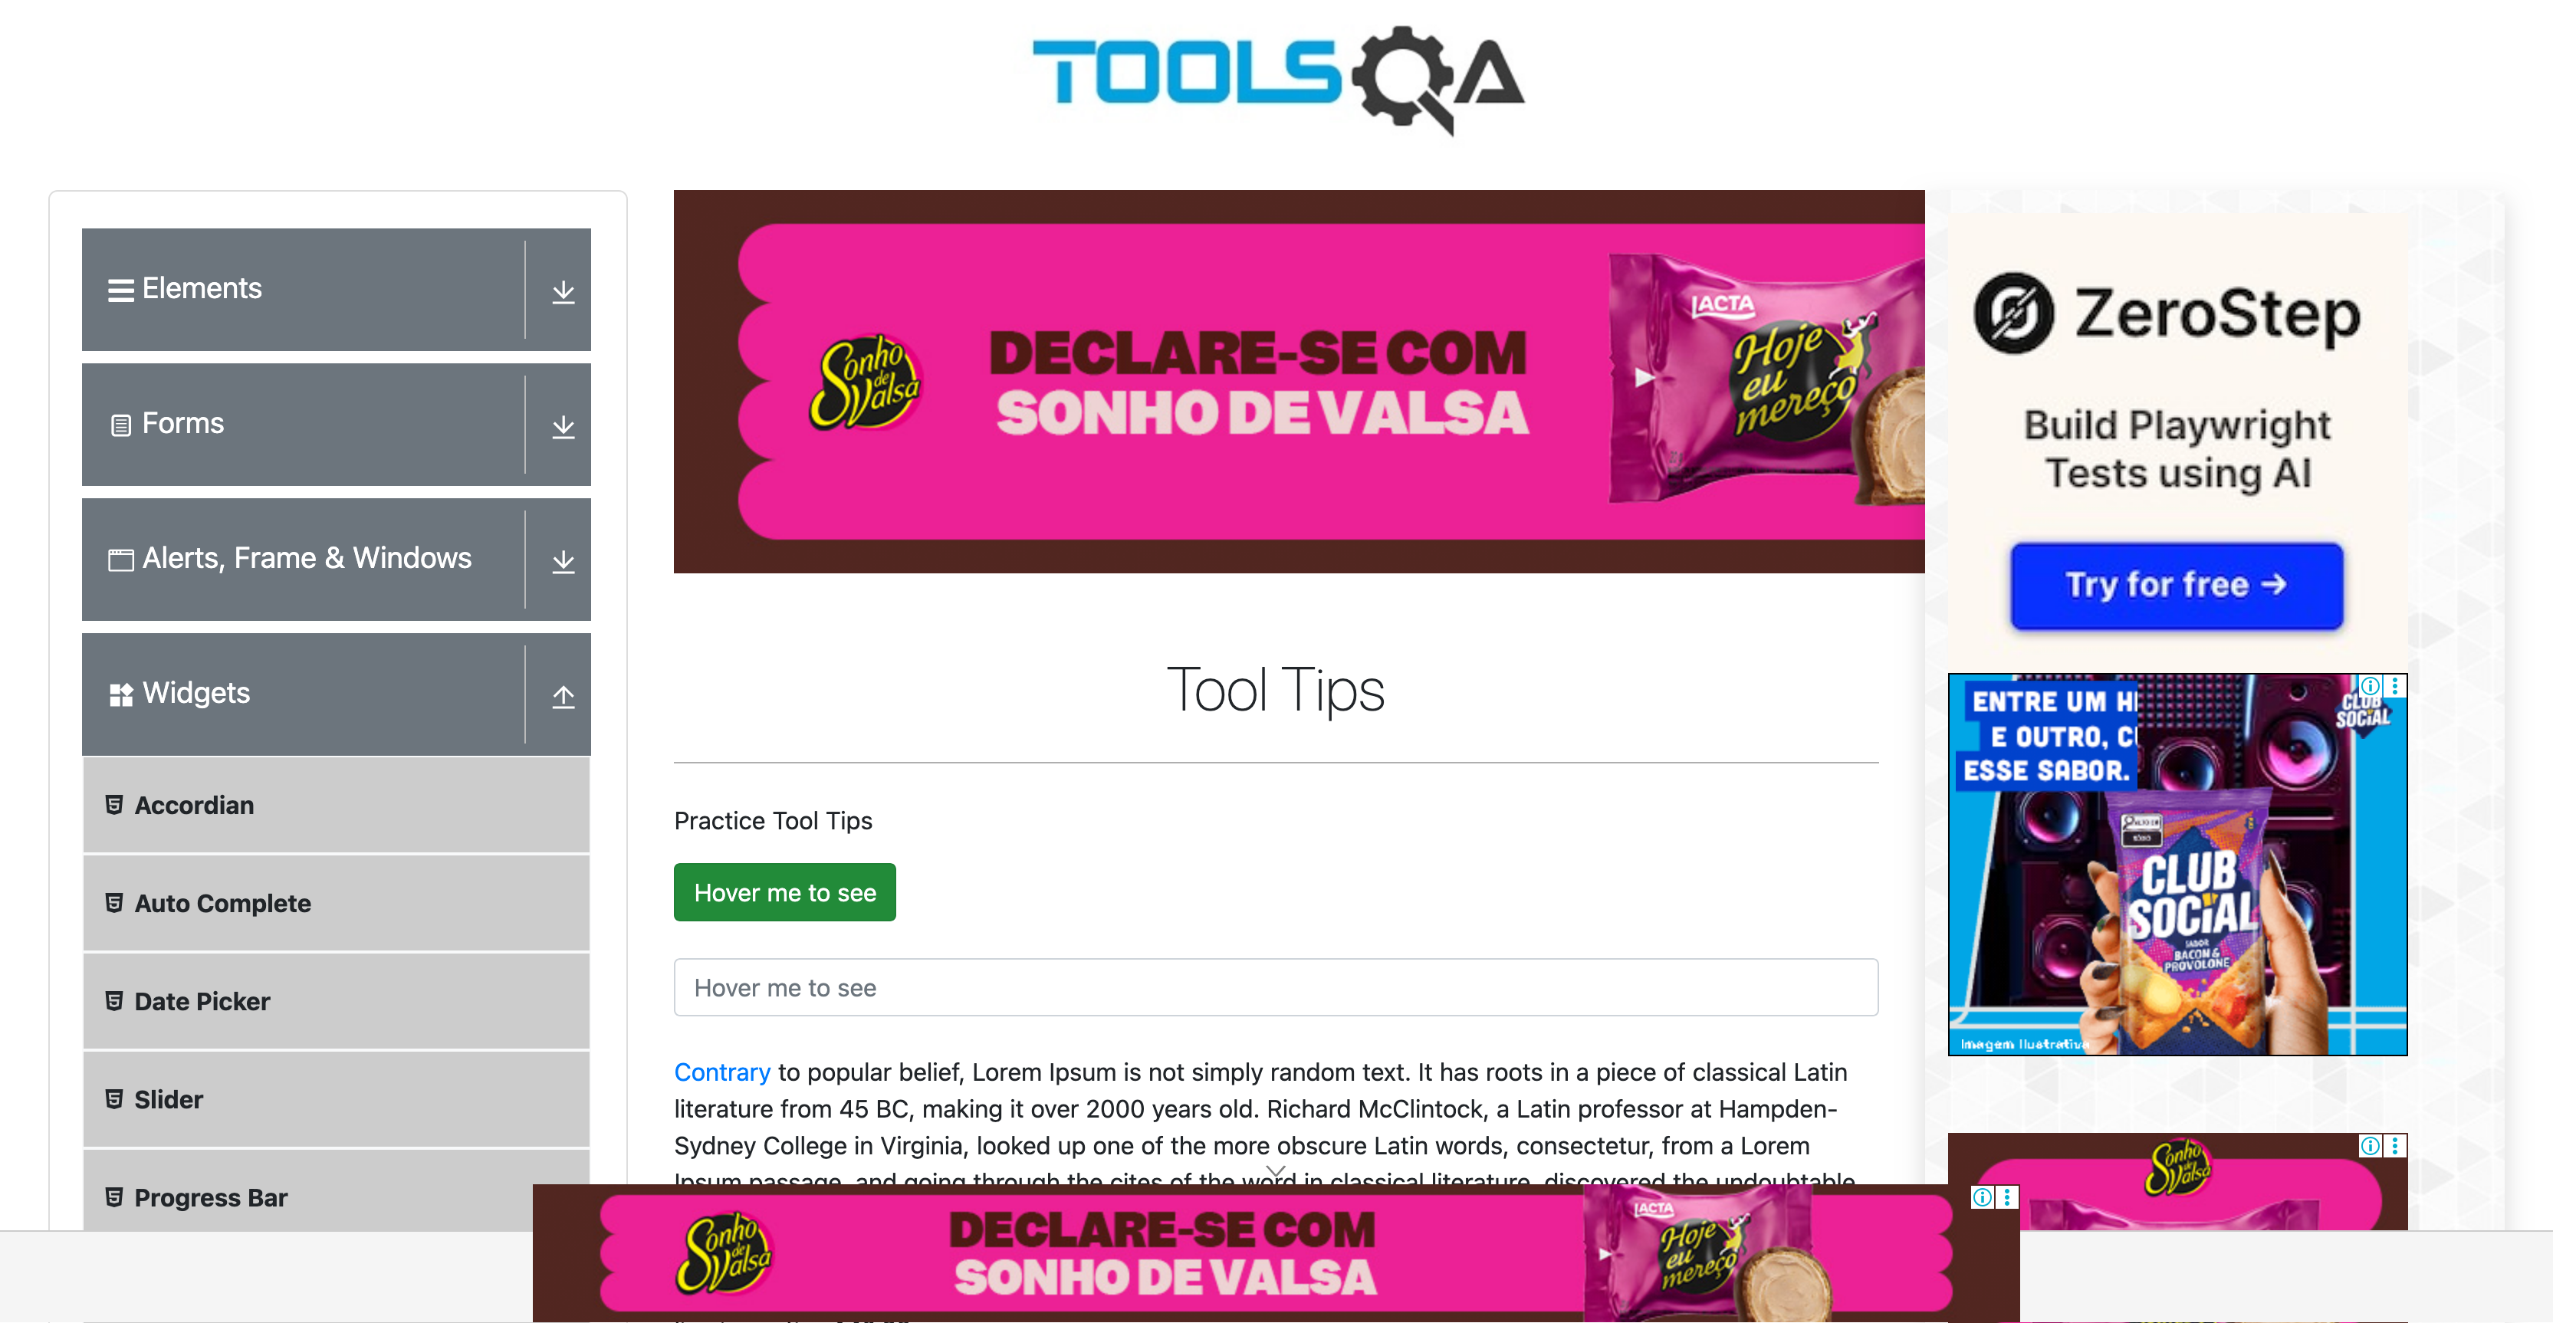 TOOLSQA
Elements
Forms
Alerts, Frame & Windows
Widgets
Accordian
Auto Complete
Date Picker
Slider
Progress Bar
Sonho
de
Valsa
DECLARE-SE COM
SONHO DE VALSA
LACTA
Hoje
eu
mereço
Tool Tips
Practice Tool Tips
Hover me to see
Hover me to see
Contrary to popular belief, Lorem Ipsum is not simply random text. It has roots in a piece of classical Latin
literature from 45 BC, making it over 2000 years old. Richard McClintock, a Latin professor at Hampden-
Sydney College in Virginia, looked up one of the more obscure Latin words, consectetur, from a Lorem
Ipsum passage, and going through the cites of the word in classical literature, discovered the undoubtable
ZeroStep
Build Playwright
Tests using AI
Try for free →
ENTRE UM H
E OUTRO, C
ESSE SABOR.
CLUB
SOCIAL
CLUB
SOCIAL
SABOR
BACON &
PROVOLONE
Imagem Ilustrativa
Sonho
de
Valsa
Sonho
de
Valsa
DECLARE-SE COM
SONHO DE VALSA
LACTA
Hoje
eu
mereço